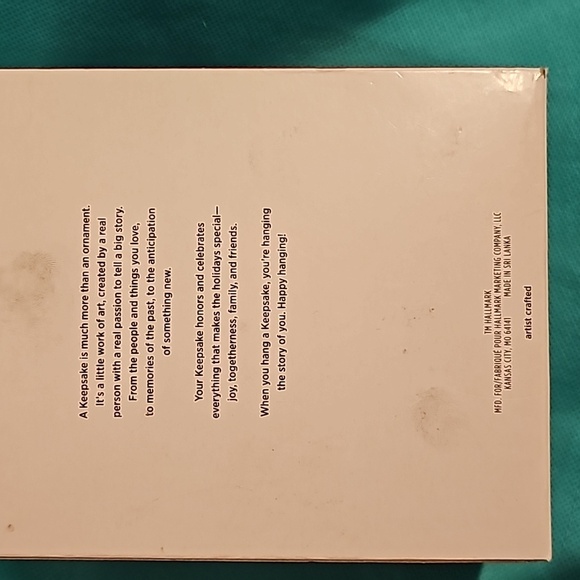 A Keepsake is much more than an ornament.
It's a little work of art, created by a real
person with a real passion to tell a big story.
From the people and things you love,
to memories of the past, to the anticipation
of something new.
Your Keepsake honors and celebrates
everything that makes the holidays special—
joy, togetherness, family, and friends.
When you hang a Keepsake, you're hanging
the story of you. Happy hanging!
TM HALLMARK
MFD. FOR/FABRIQUÉ POUR HALLMARK MARKETING COMPANY, LLC
KANSAS CITY, MO 64141 MADE IN SRI LANKA
artist crafted